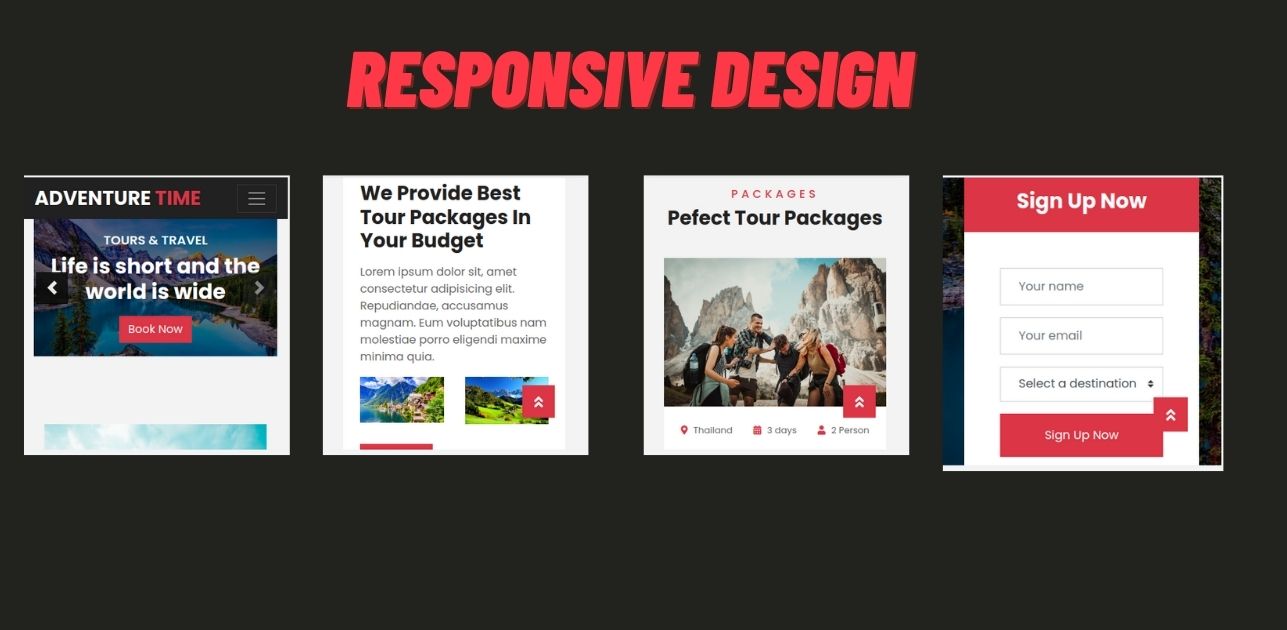 RESPONSIVE DESIGN
ADVENTURE TIME
TOURS & TRAVEL
Life is short and the
world is wide
Book Now
We Provide Best
Tour Packages In
Your Budget
Lorem ipsum dolor sit, amet
consectetur adipisicing elit.
Repudiandae, accusamus
magnam. Eum voluptatibus nam
molestiae porro eligendi maxime
minima quia.
PACKAGES
Pefect Tour Packages
Thailand 3 days 2 Person
Sign Up Now
Your name
Your email
Select a destination
Sign Up Now